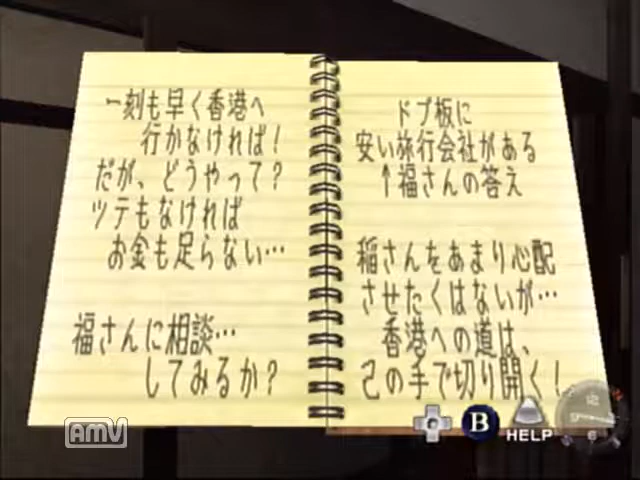 一刻も早く香港へ
行かなければ!
だが、どうやって?
ツテもなければ
お金も足らない…
福さんに相談…
してみるか?
ドブ板に
安い旅行会社がある
↑福さんの答え
稲さんをあまり心配
させたくはないが…
香港への道は、
己の手で切り開く!
B
HELP
AMV